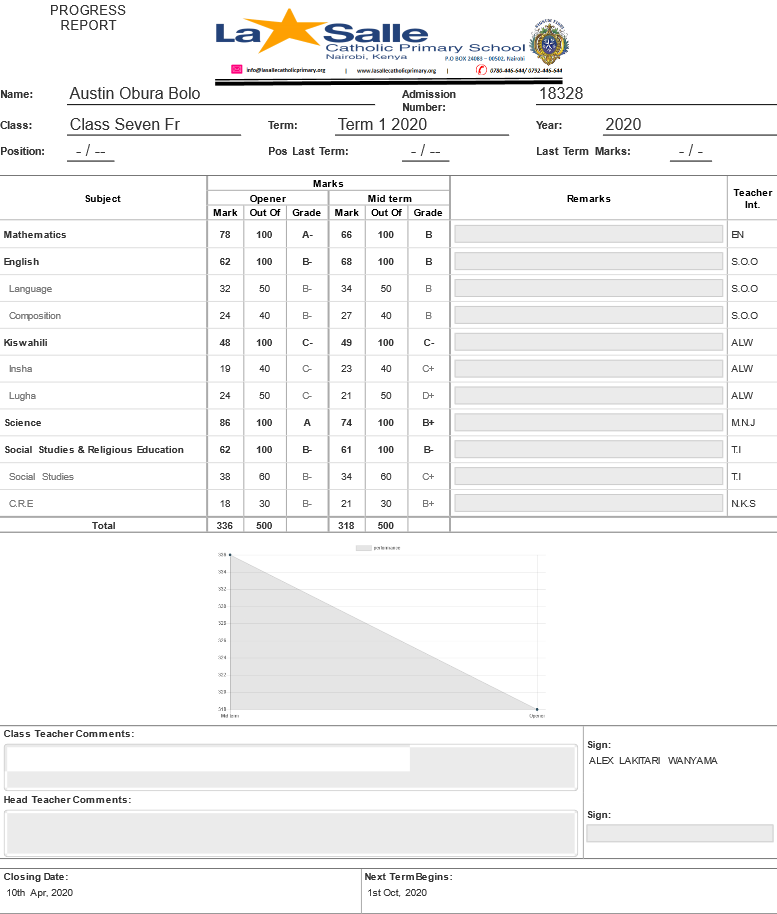 PROGRESS
REPORT
La Salle
Catholic Primary School
Nairobi, Kenya
P.O BOX 24083 – 00502, Nairobi
info@lasallecatholicprimary.org | www.lasallecatholicprimary.org | 0780-446-644/ 0732-446-644
Name: Austin Obura Bolo Admission Number: 18328
Class: Class Seven Fr Term: Term 1 2020 Year: 2020
Position: - / -- Pos Last Term: - / -- Last Term Marks: - / -
Subject Marks Remarks Teacher Int.
Opener Mid term
Mark Out Of Grade Mark Out Of Grade
Mathematics 78 100 A- 66 100 B EN
English 62 100 B- 68 100 B S.O.O
Language 32 50 B- 34 50 B S.O.O
Composition 24 40 B- 27 40 B S.O.O
Kiswahili 48 100 C- 49 100 C- ALW
Insha 19 40 C- 23 40 C+ ALW
Lugha 24 50 C- 21 50 D+ ALW
Science 86 100 A 74 100 B+ M.N.J
Social Studies & Religious Education 62 100 B- 61 100 B- T.I
Social Studies 38 60 B- 34 60 C+ T.I
C.R.E 18 30 B- 21 30 B+ N.K.S
Total 336 500 318 500
performance
336
334
332
330
328
326
324
322
320
318
Mid term Opener
Class Teacher Comments:
Sign:
ALEX LAKITARI WANYAMA
Head Teacher Comments:
Sign:
Closing Date: Next Term Begins:
10th Apr, 2020 1st Oct, 2020